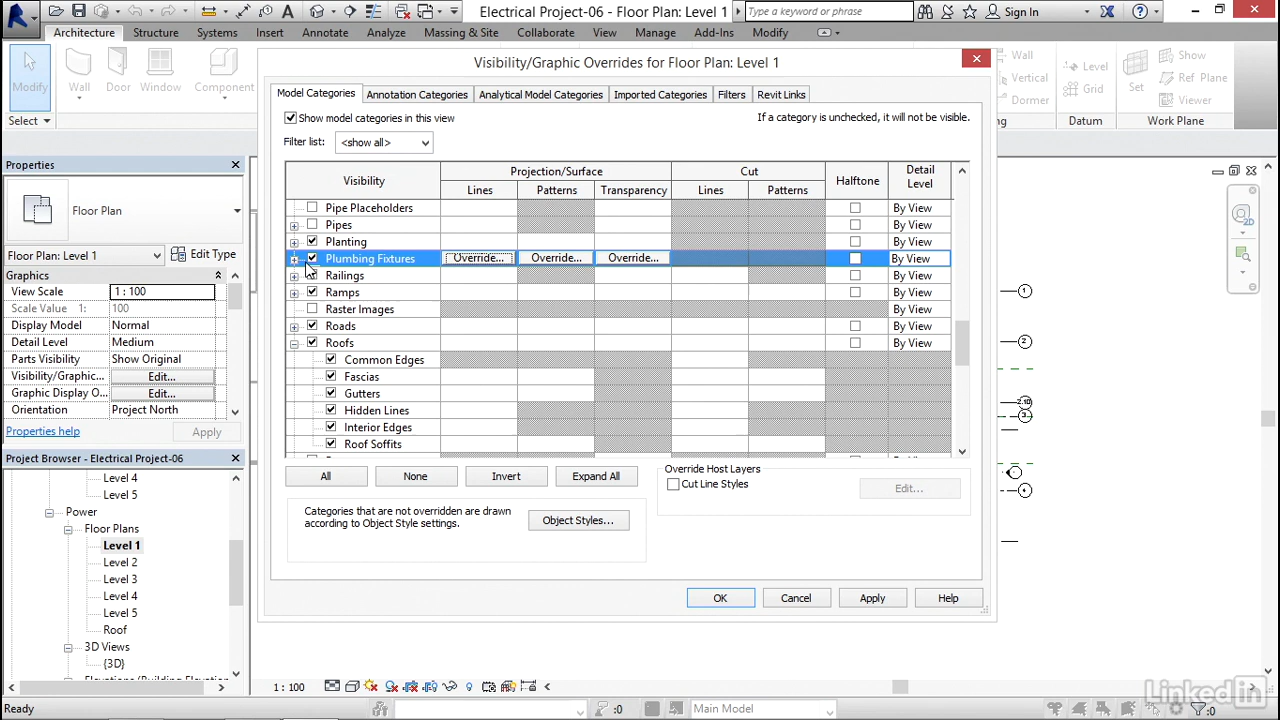 Electrical Project-06 - Floor Plan: Level 1
Type a keyword or phrase
Sign In
Architecture Structure Systems Insert Annotate Analyze Massing & Site Collaborate View Manage Add-Ins Modify
Modify
Wall
Door
Window
Component
Wall
Vertical
Dormer
Level
Grid
Set
Show
Ref Plane
Viewer
Select
Datum
Work Plane
Properties
Floor Plan
Floor Plan: Level 1
Edit Type
Graphics
View Scale 1 : 100
Scale Value 1: 100
Display Model Normal
Detail Level Medium
Parts Visibility Show Original
Visibility/Graphic... Edit...
Graphic Display O... Edit...
Orientation Project North
Properties help
Apply
Project Browser - Electrical Project-06
Level 4
Level 5
Power
Floor Plans
Level 1
Level 2
Level 3
Level 4
Level 5
Roof
3D Views
{3D}
Elevations (Building Elevation
Ready
Visibility/Graphic Overrides for Floor Plan: Level 1
Model Categories Annotation Categories Analytical Model Categories Imported Categories Filters Revit Links
Show model categories in this view
If a category is unchecked, it will not be visible.
Filter list: <show all>
Visibility
Projection/Surface
Cut
Halftone
Detail Level
Lines Patterns Transparency Lines Patterns
Pipe Placeholders By View
Pipes By View
Planting By View
Plumbing Fixtures Override... Override... Override... By View
Railings By View
Ramps By View
Raster Images By View
Roads By View
Roofs By View
Common Edges
Fascias
Gutters
Hidden Lines
Interior Edges
Roof Soffits
All
None
Invert
Expand All
Override Host Layers
Cut Line Styles
Edit...
Categories that are not overridden are drawn
according to Object Style settings.
Object Styles...
OK
Cancel
Apply
Help
1
2
3
4
1 : 100
:0
Main Model
:0
2D
Linked in